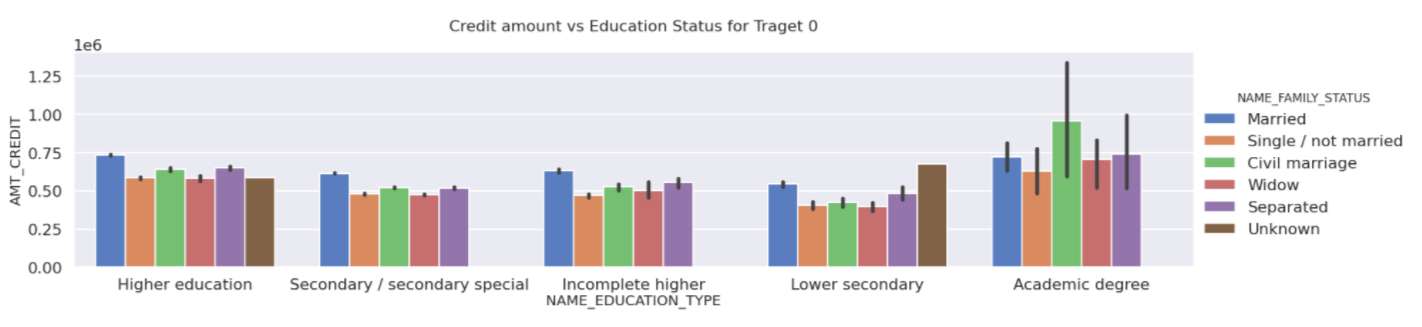 Credit amount vs Education Status for Traget 0
1e6
1.25
1.00
0.75
0.50
0.25
0.00
AMT_CREDIT
Higher education
Secondary / secondary special
Incomplete higher
Lower secondary
Academic degree
NAME_EDUCATION_TYPE
NAME_FAMILY_STATUS
Married
Single / not married
Civil marriage
Widow
Separated
Unknown